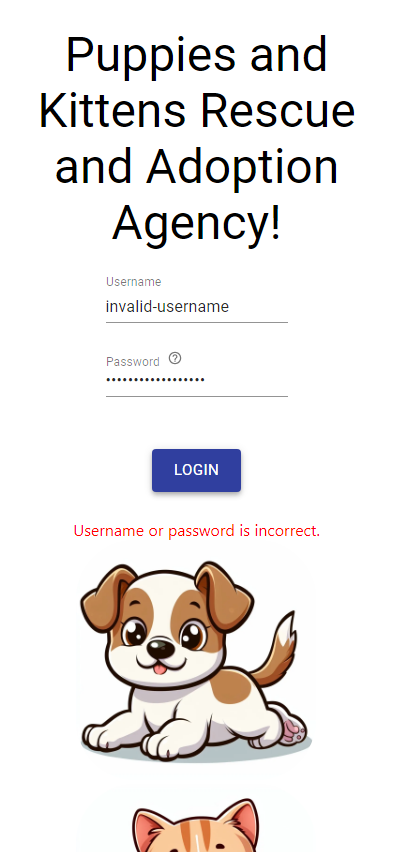 Puppies and
Kittens Rescue
and Adoption
Agency!
Username
invalid-username
Password ?
••••••••••••••••••
LOGIN
Username or password is incorrect.